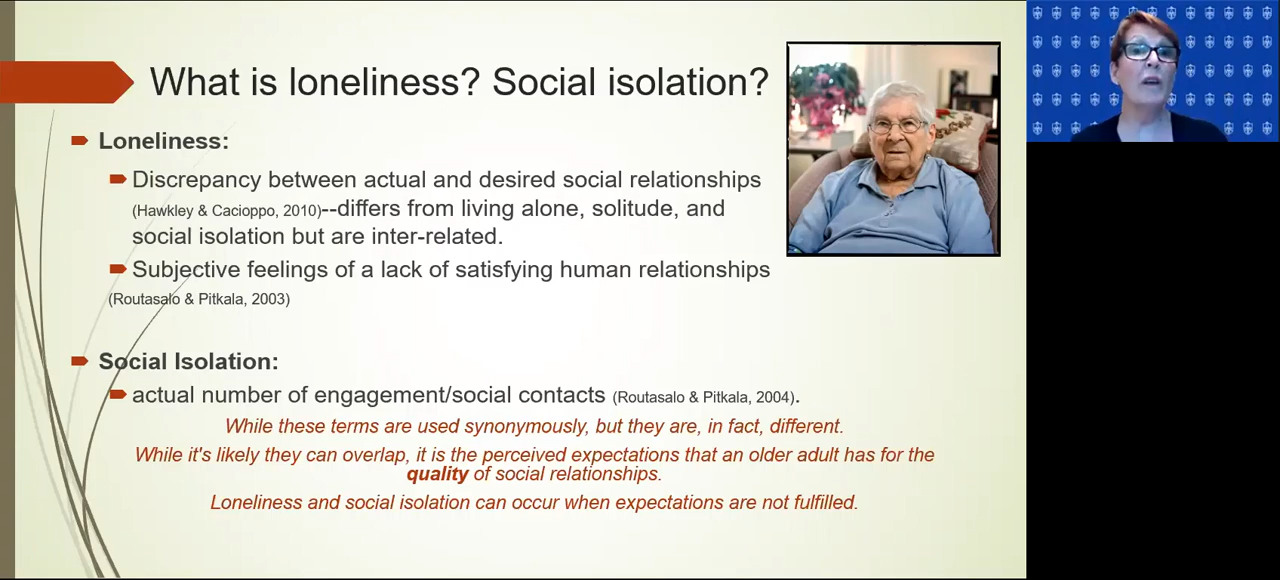 What is loneliness? Social isolation?
Loneliness:
Discrepancy between actual and desired social relationships
(Hawkley & Cacioppo, 2010)--differs from living alone, solitude, and
social isolation but are inter-related.
Subjective feelings of a lack of satisfying human relationships
(Routasalo & Pitkala, 2003)
Social Isolation:
actual number of engagement/social contacts (Routasalo & Pitkala, 2004).
While these terms are used synonymously, but they are, in fact, different.
While it's likely they can overlap, it is the perceived expectations that an older adult has for the
quality of social relationships.
Loneliness and social isolation can occur when expectations are not fulfilled.